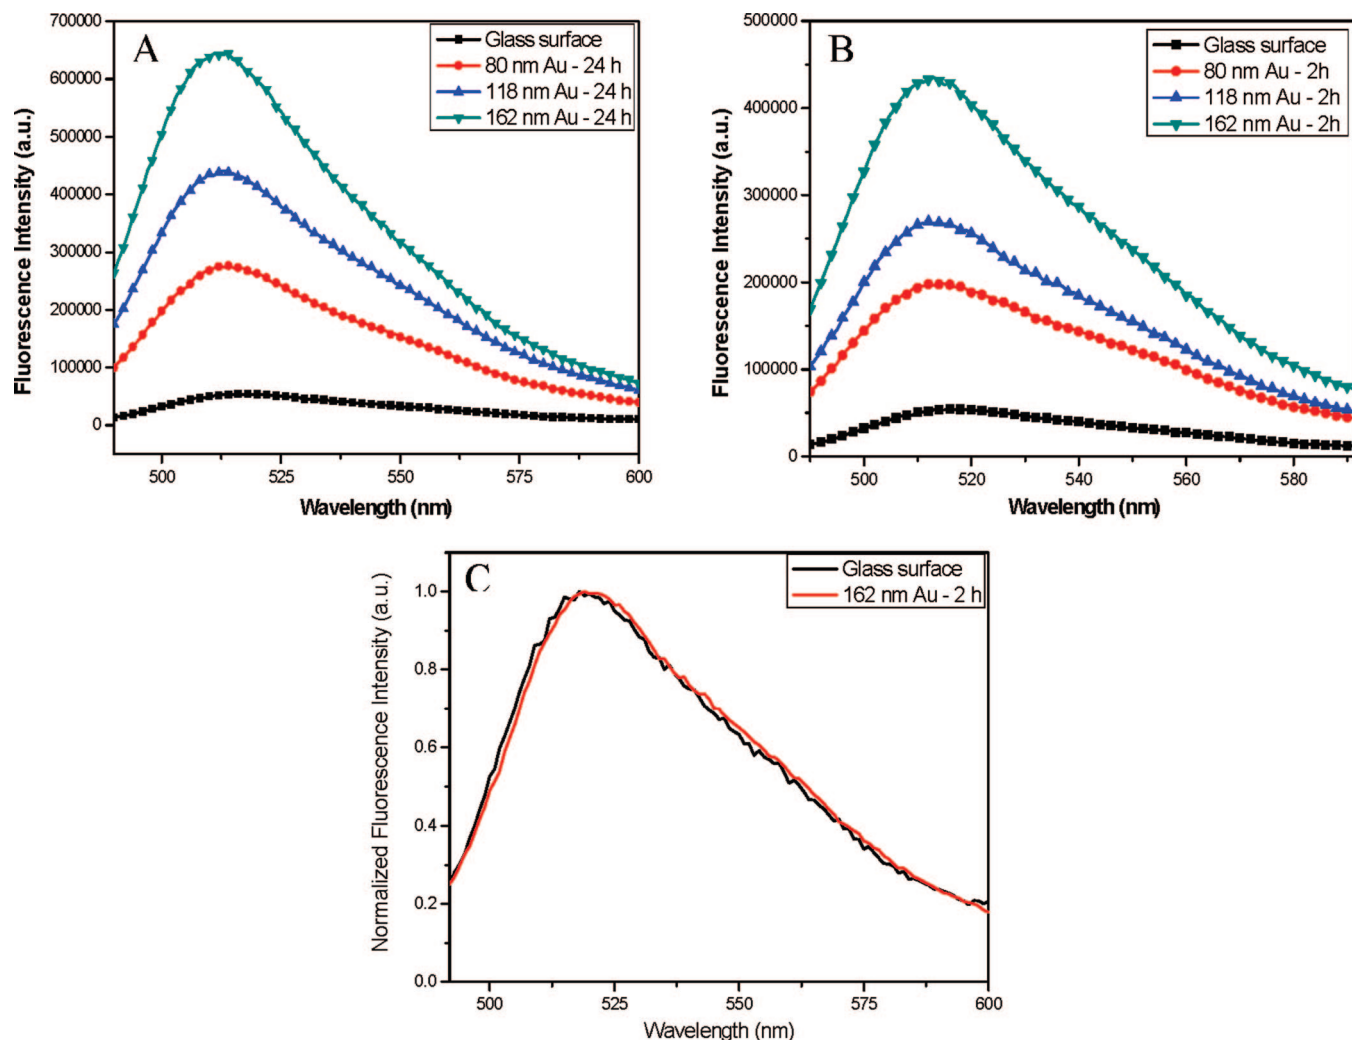 A
Glass surface
80 nm Au - 24 h
118 nm Au - 24 h
162 nm Au - 24 h
700000
600000
500000
400000
300000
200000
100000
0
Fluorescence Intensity (a.u.)
500
525
550
575
600
Wavelength (nm)
B
Glass surface
80 nm Au - 2h
118 nm Au - 2h
162 nm Au - 2h
500000
400000
300000
200000
100000
0
Fluorescence Intensity (a.u.)
500
520
540
560
580
Wavelength (nm)
C
Glass surface
162 nm Au - 2 h
1.0
0.8
0.6
0.4
0.2
0.0
Normalized Fluorescence Intensity (a.u.)
500
525
550
575
600
Wavelength (nm)